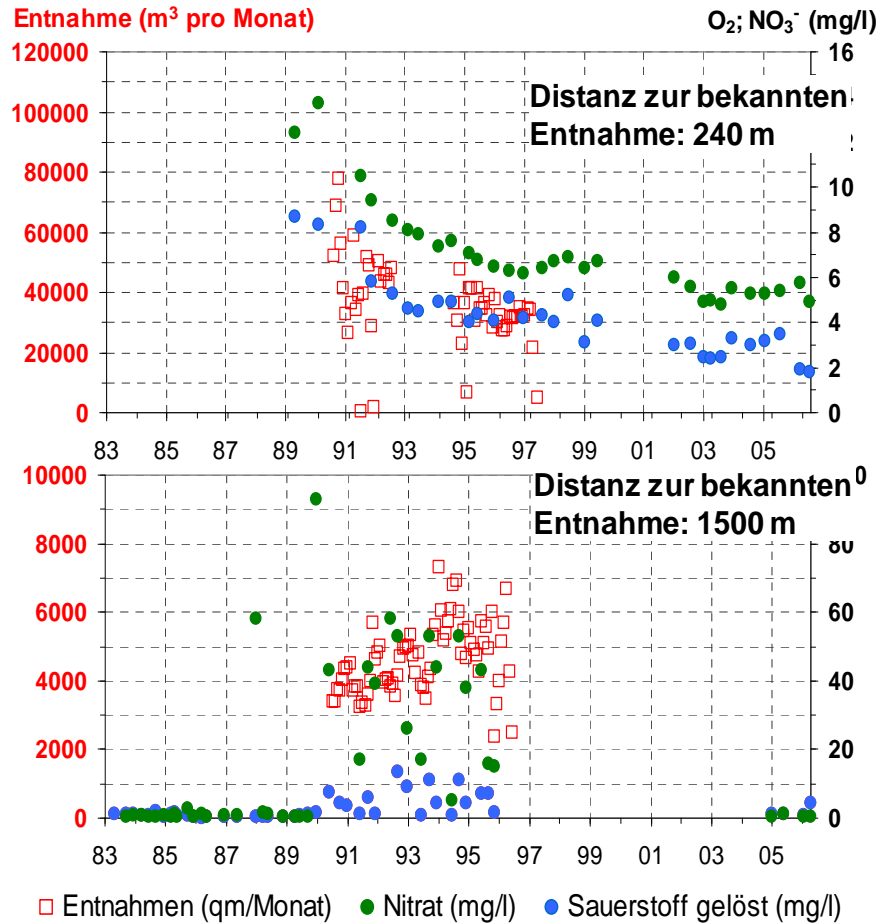 Entnahme (m³ pro Monat) O₂; NO₃⁻ (mg/l)
120000 16
100000
80000 10
60000 8
6
40000
4
20000
2
0 0
Distanz zur bekannten
Entnahme: 240 m
83 85 87 89 91 93 95 97 99 01 03 05
10000 0
Distanz zur bekannten
Entnahme: 1500 m
8000 80
6000 60
4000 40
2000 20
0 0
83 85 87 89 91 93 95 97 99 01 03 05
Entnahmen (qm/Monat) Nitrat (mg/l) Sauerstoff gelöst (mg/l)